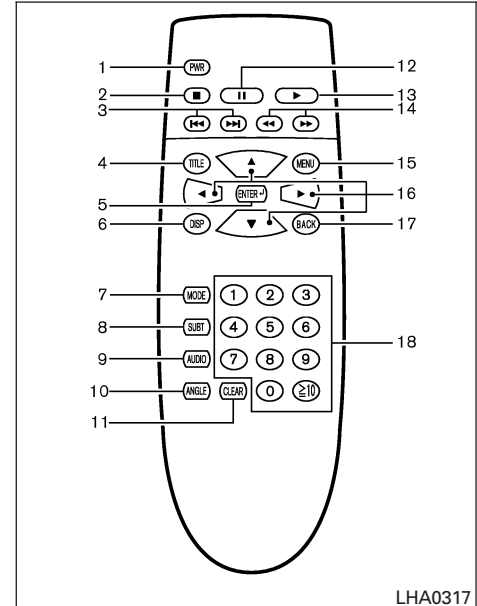 1 PWR 12
2 13
3 14
4 TITLE MENU 15
5 ENTER 16
6 DISP BACK 17
7 MODE 1 2 3
8 SUBT 4 5 6 18
9 AUDIO 7 8 9
10 ANGLE CLEAR 0 ≧10
11
LHA0317